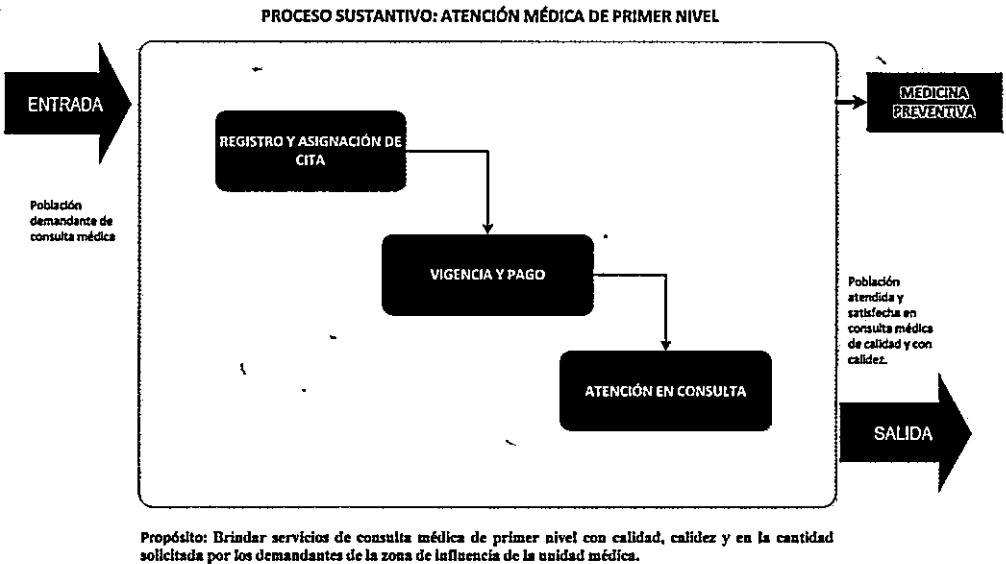 PROCESO SUSTANTIVO: ATENCIÓN MÉDICA DE PRIMER NIVEL
ENTRADA
MEDICINA
PREVENTIVA
REGISTRO Y ASIGNACIÓN DE
CITA
Población
demandante de
consulta médica
VIGENCIA Y PAGO
Población
atendida y
satisfecha en
consulta médica
de calidad y con
calidez.
ATENCIÓN EN CONSULTA
SALIDA
Propósito: Brindar servicios de consulta médica de primer nivel con calidad, calidez y en la cantidad
solicitada por los demandantes de la zona de influencia de la unidad médica.